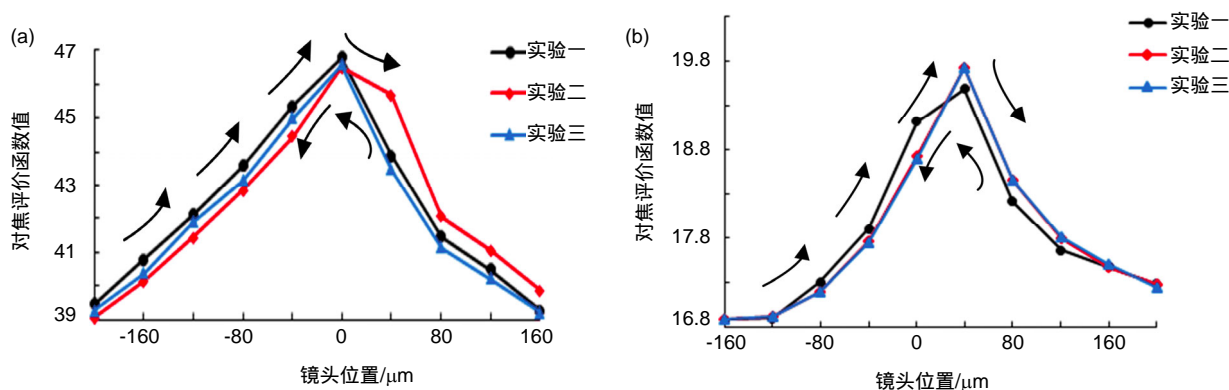 (a)
47
45
43
41
39
-160
-80
0
80
160
对焦评价函数值
镜头位置/μm
实验一
实验二
实验三
(b)
19.8
18.8
17.8
16.8
-160
-80
0
80
160
对焦评价函数值
镜头位置/μm
实验一
实验二
实验三